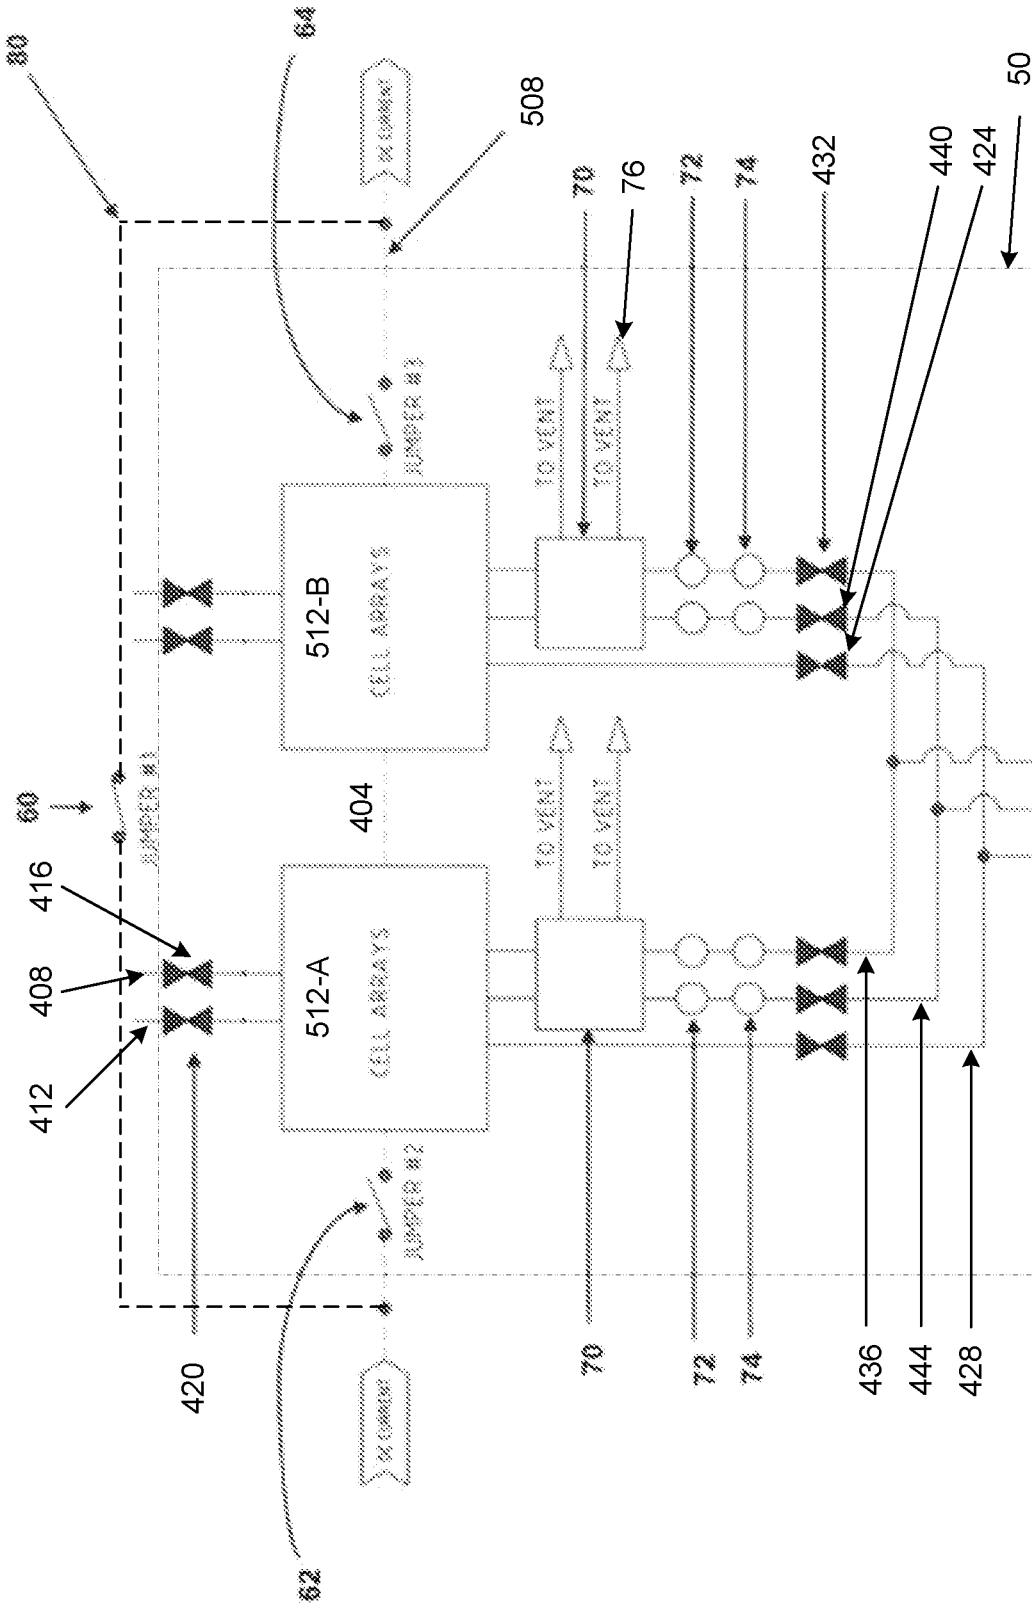 80
64
DC CURRENT
508
50
440
424
432
74
72
76
70
JUMPER #3
TO VENT
TO VENT
512-B
CELL ARRAYS
60
JUMPER #1
404
416
408
412
512-A
CELL ARRAYS
TO VENT
TO VENT
JUMPER #2
420
62
DC CURRENT
70
72
74
436
444
428